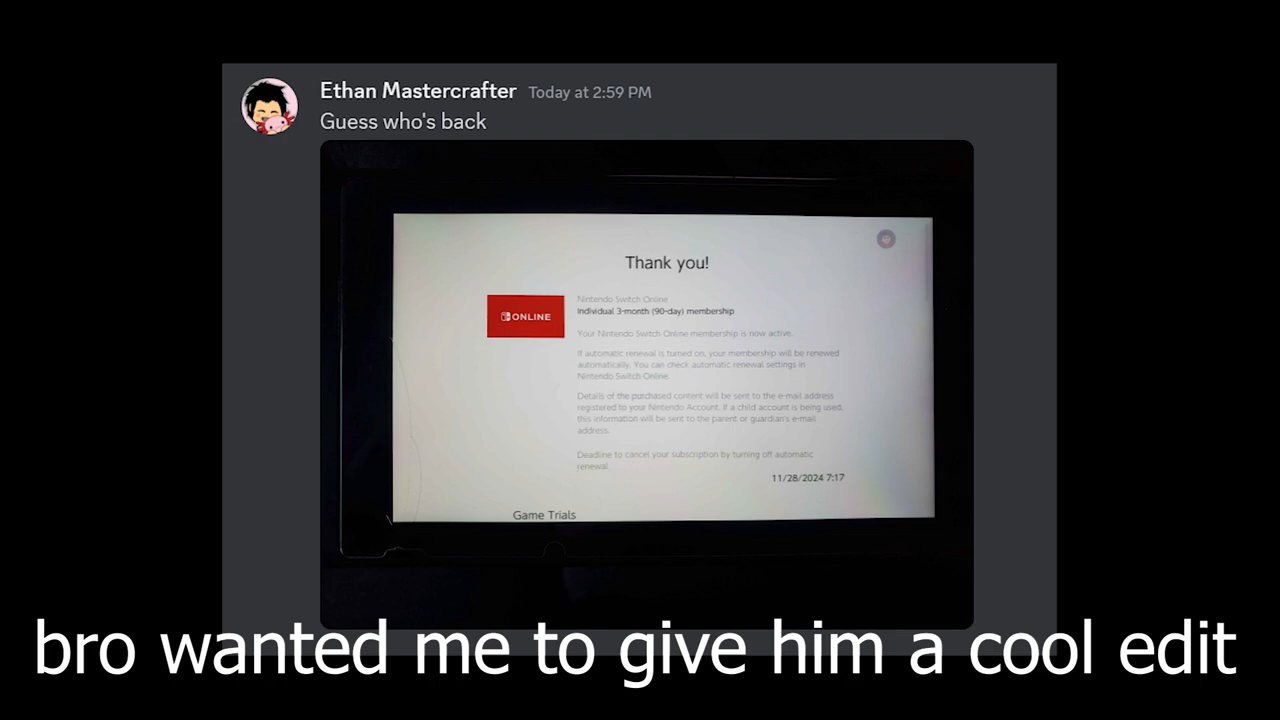 Ethan Mastercrafter Today at 2:59 PM
Guess who's back
Thank you!
ONLINE
Nintendo Switch Online
Individual 3-month (90-day) membership
Your Nintendo Switch Online membership is now active.
If automatic renewal is turned on, your membership will be renewed
automatically. You can check automatic renewal settings in
Nintendo Switch Online.
Details of the purchased content will be sent to the e-mail address
registered to your Nintendo Account. If a child account is being used,
this information will be sent to the parent or guardian's e-mail
address.
Deadline to cancel your subscription by turning off automatic
renewal
11/28/2024 7:17
Game Trials
bro wanted me to give him a cool edit